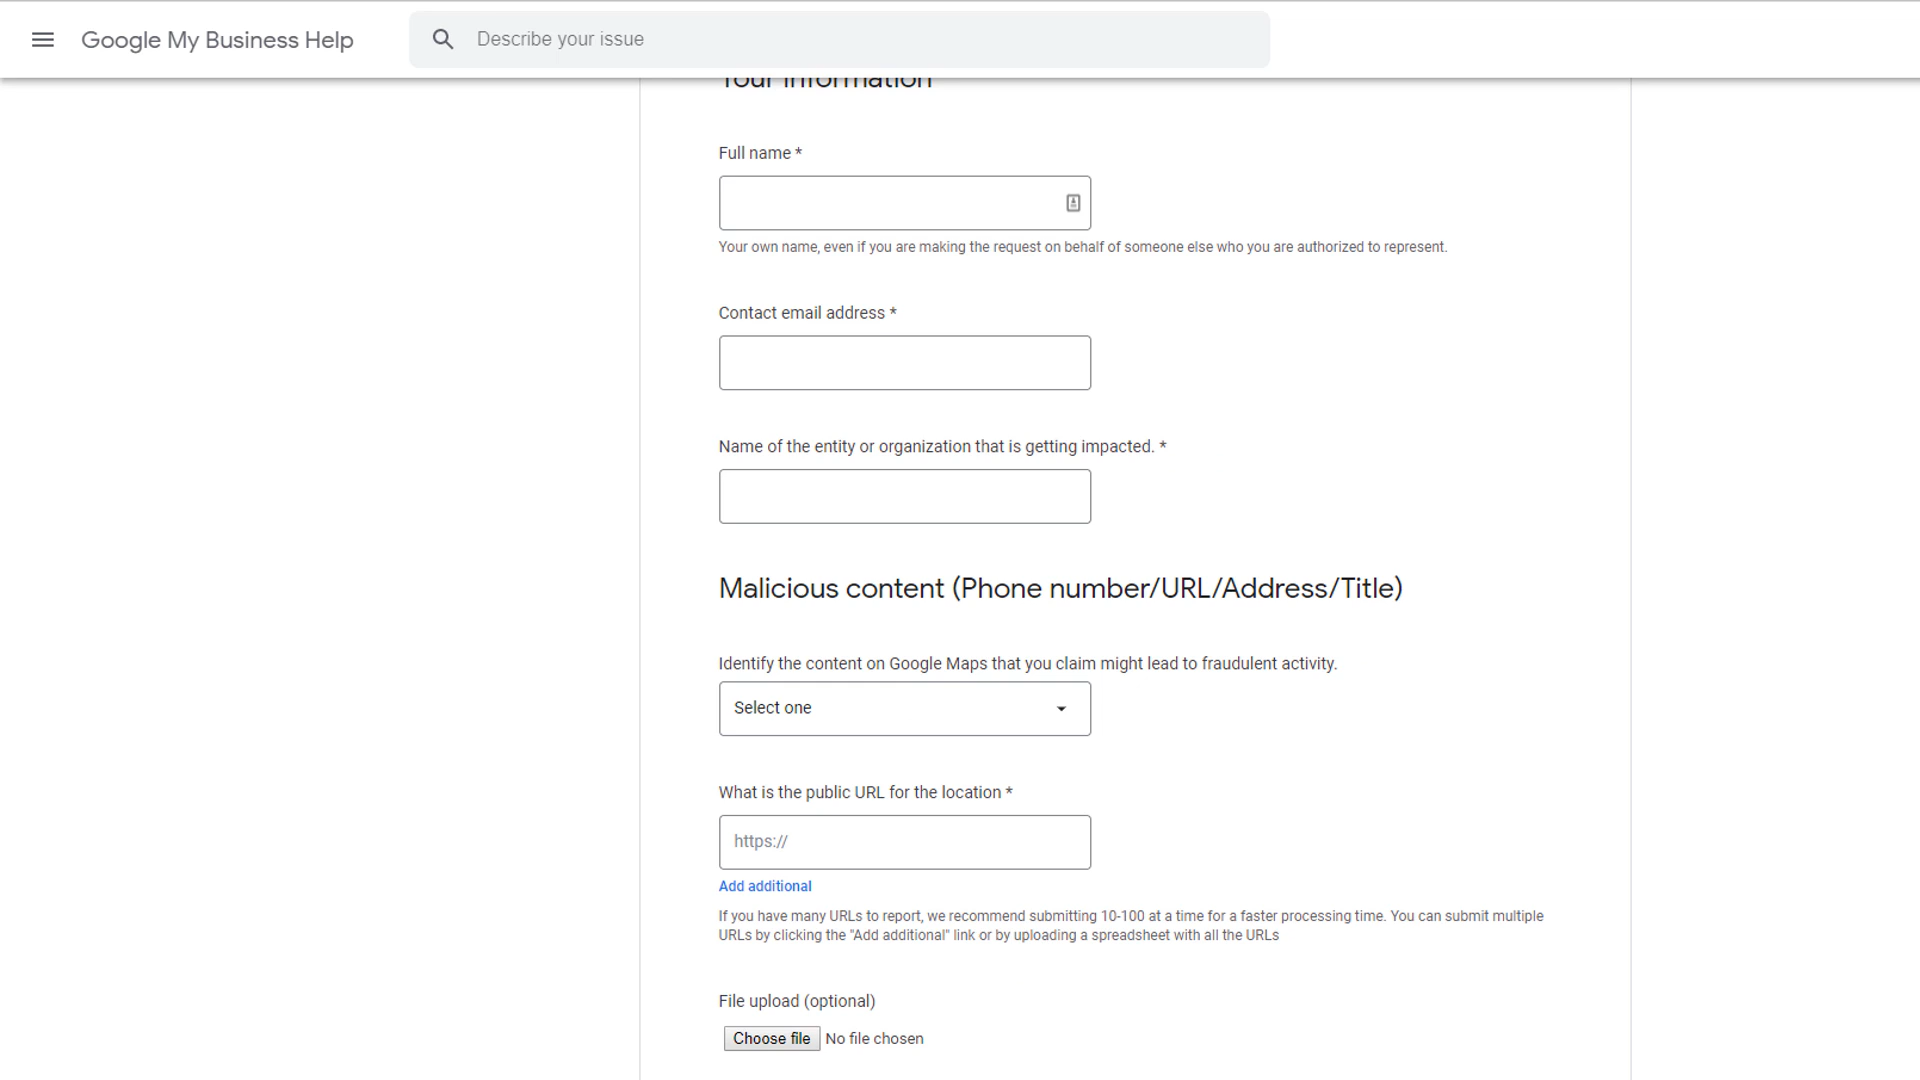 Google My Business Help
Describe your issue
Your information
Full name *
Your own name, even if you are making the request on behalf of someone else who you are authorized to represent.
Contact email address *
Name of the entity or organization that is getting impacted. *
Malicious content (Phone number/URL/Address/Title)
Identify the content on Google Maps that you claim might lead to fraudulent activity.
Select one
What is the public URL for the location *
https://
Add additional
If you have many URLs to report, we recommend submitting 10-100 at a time for a faster processing time. You can submit multiple
URLs by clicking the "Add additional" link or by uploading a spreadsheet with all the URLs
File upload (optional)
Choose file No file chosen